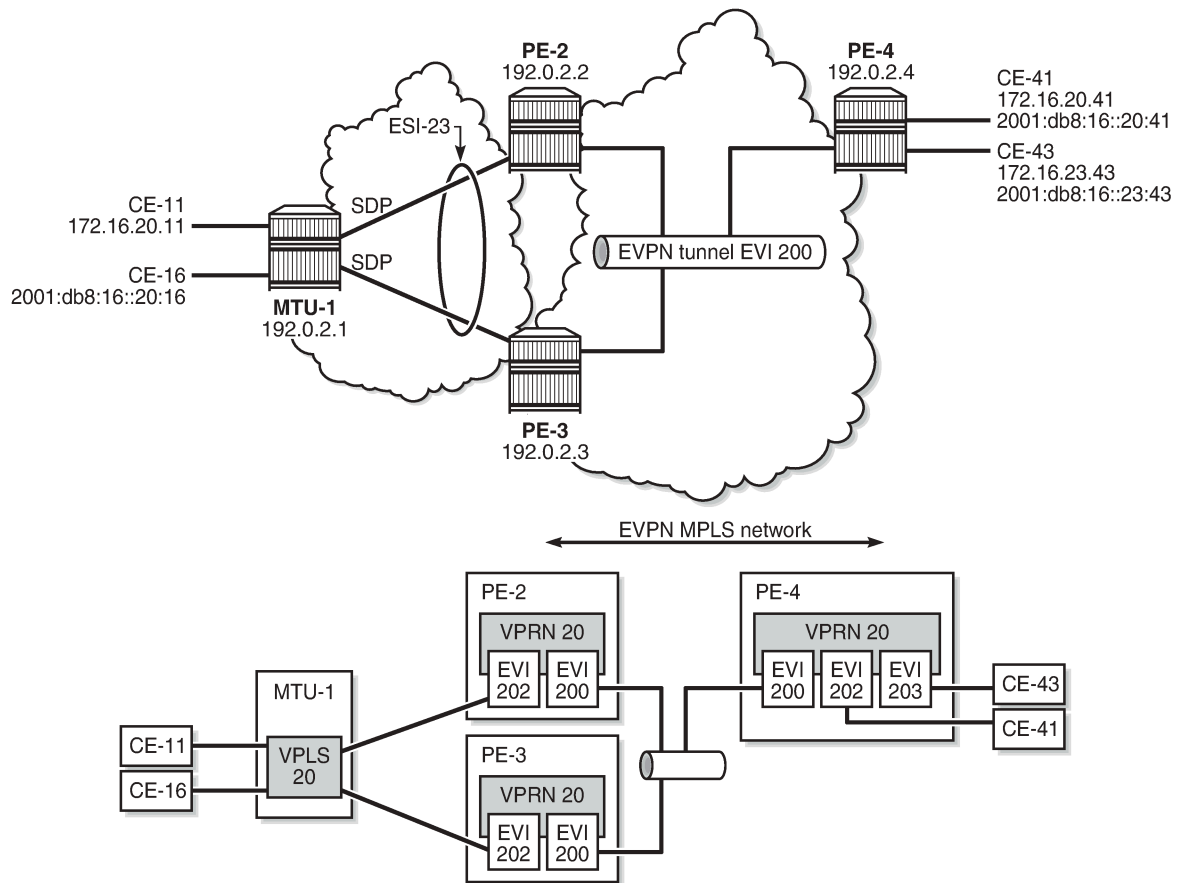 PE-2
192.0.2.2
PE-4
192.0.2.4
CE-41
172.16.20.41
2001:db8:16::20:41
CE-43
172.16.23.43
2001:db8:16::23:43
ESI-23
SDP
SDP
CE-11
172.16.20.11
CE-16
2001:db8:16::20:16
MTU-1
192.0.2.1
EVPN tunnel EVI 200
PE-3
192.0.2.3
EVPN MPLS network
PE-2
VPRN 20
EVI
202
EVI
200
PE-4
VPRN 20
EVI
200
EVI
202
EVI
203
CE-43
CE-41
MTU-1
VPLS
20
CE-11
CE-16
PE-3
VPRN 20
EVI
202
EVI
200